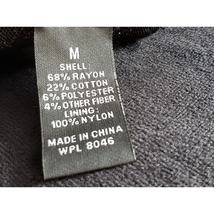 M
SHELL:
68% RAYON
22% COTTON
6% POLYESTER
4% OTHER FIBER
LINING:
100% NYLON
MADE IN CHINA
WPL 8046